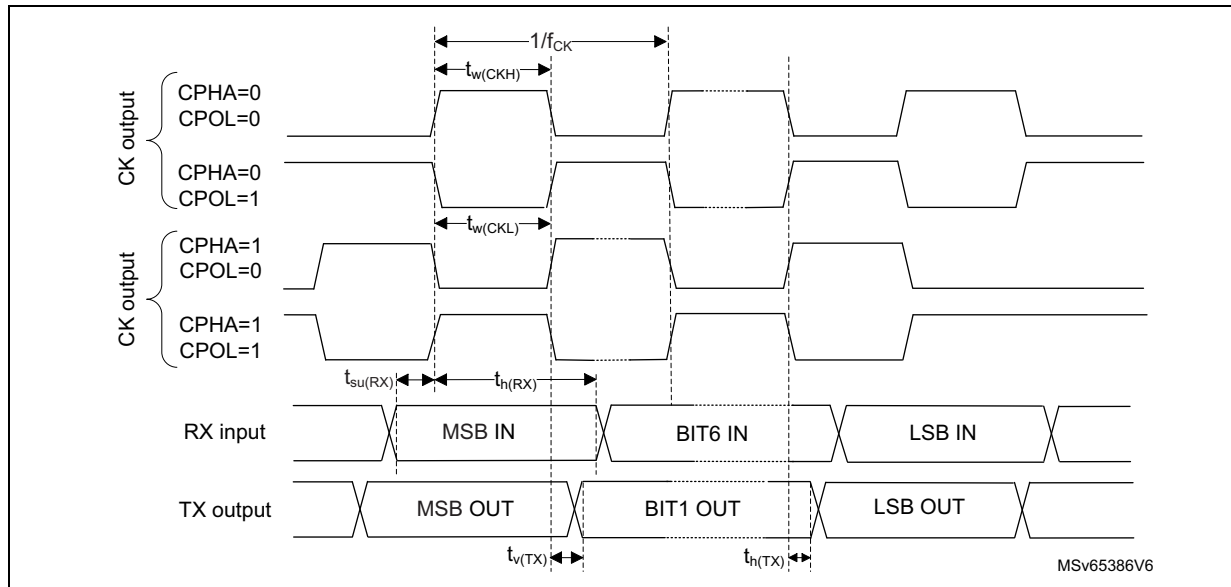 1/fCK
tw(CKH)
CK output
CPHA=0
CPOL=0
CPHA=0
CPOL=1
tw(CKL)
CK output
CPHA=1
CPOL=0
CPHA=1
CPOL=1
tsu(RX)
th(RX)
RX input
MSB IN
BIT6 IN
LSB IN
TX output
MSB OUT
BIT1 OUT
LSB OUT
tv(TX)
th(TX)
MSv65386V6